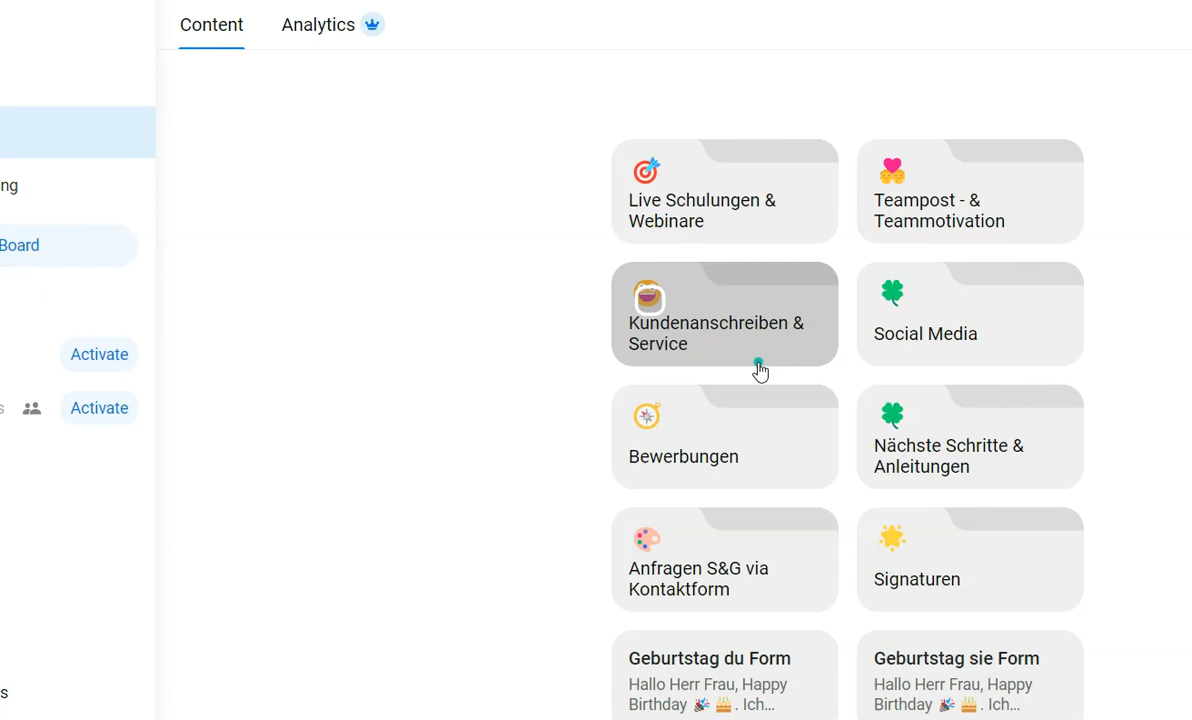 Content
Analytics
ng
Board
Activate
s
Activate
s
Live Schulungen &
Webinare
Teampost - &
Teammotivation
Kundenanschreiben &
Service
Social Media
Bewerbungen
Nächste Schritte &
Anleitungen
Anfragen S&G via
Kontaktform
Signaturen
Geburtstag du Form
Hallo Herr Frau, Happy
Birthday 🎉 🎂 . Ich...
Geburtstag sie Form
Hallo Herr Frau, Happy
Birthday 🎉 🎂 . Ich...